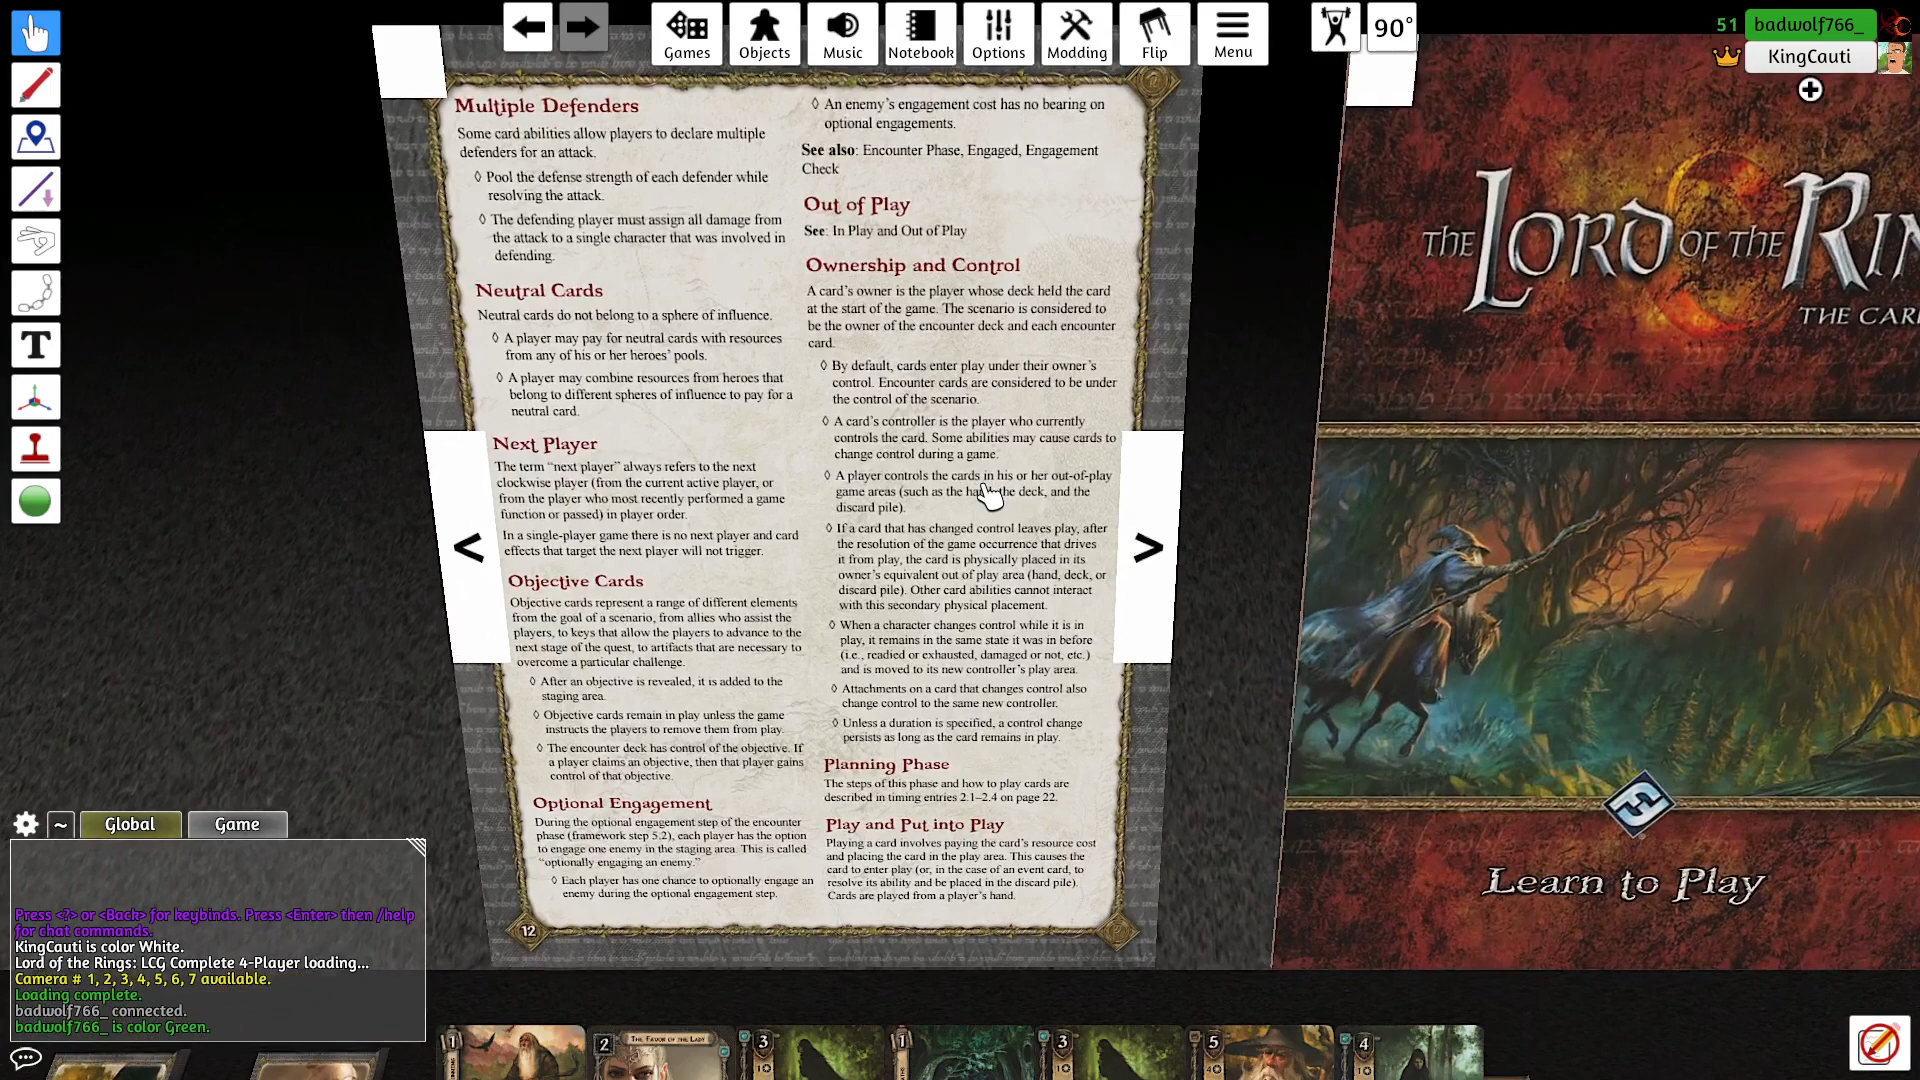 Games
Objects
Music
Notebook
Options
Modding
Flip
Menu
90°
51
badwolf766_
KingCauti
T
Multiple Defenders
Some card abilities allow players to declare multiple
defenders for an attack.
◊ Pool the defense strength of each defender while
resolving the attack.
◊ The defending player must assign all damage from
the attack to a single character that was involved in
defending.
Neutral Cards
Neutral cards do not belong to a sphere of influence.
◊ A player may pay for neutral cards with resources
from any of his or her heroes' pools.
◊ A player may combine resources from heroes that
belong to different spheres of influence to pay for a
neutral card.
Next Player
The term "next player" always refers to the next
clockwise player (from the current active player, or
from the player who most recently performed a game
function or passed) in player order.
In a single-player game there is no next player and card
effects that target the next player will not trigger.
Objective Cards
Objective cards represent a range of different elements
from the goal of a scenario, from allies who assist the
players, to keys that allow the players to advance to the
next stage of the quest, to artifacts that are necessary to
overcome a particular challenge.
◊ After an objective is revealed, it is added to the
staging area.
◊ Objective cards remain in play unless the game
instructs the players to remove them from play.
◊ The encounter deck has control of the objective. If
a player claims an objective, then that player gains
control of that objective.
Optional Engagement
During the optional engagement step of the encounter
phase (framework step 5.2), each player has the option
to engage one enemy in the staging area. This is called
"optionally engaging an enemy."
◊ Each player has one chance to optionally engage an
enemy during the optional engagement step.
12
◊ An enemy's engagement cost has no bearing on
optional engagements.
See also: Encounter Phase, Engaged, Engagement
Check
Out of Play
See: In Play and Out of Play
Ownership and Control
A card's owner is the player whose deck held the card
at the start of the game. The scenario is considered to
be the owner of the encounter deck and each encounter
card.
◊ By default, cards enter play under their owner's
control. Encounter cards are considered to be under
the control of the scenario.
◊ A card's controller is the player who currently
controls the card. Some abilities may cause cards to
change control during a game.
◊ A player controls the cards in his or her out-of-play
game areas (such as the the deck, and the
discard pile).
◊ If a card that has changed control leaves play, after
the resolution of the game occurrence that drives
it from play, the card is physically placed in its
owner's equivalent out of play area (hand, deck, or
discard pile). Other card abilities cannot interact
with this secondary physical placement.
◊ When a character changes control while it is in
play, it remains in the same state it was in before
(i.e., readied or exhausted, damaged or not, etc.)
and is moved to its new controller's play area.
◊ Attachments on a card that changes control also
change control to the same new controller.
◊ Unless a duration is specified, a control change
persists as long as the card remains in play.
Planning Phase
The steps of this phase and how to play cards are
described in timing entries 2.1–2.4 on page 22.
Play and Put into Play
Playing a card involves paying the card's resource cost
and placing the card in the play area. This causes the
card to enter play (or, in the case of an event card, to
resolve its ability and be placed in the discard pile).
Cards are played from a player's hand.
<
>
The Lord of the Rin
The Car
Learn to Play
~
Global
Game
Press <?> or <Back> for keybinds. Press <Enter> then /help
for chat commands.
KingCauti is color White.
Lord of the Rings: LCG Complete 4-Player loading...
Camera # 1, 2, 3, 4, 5, 6, 7 available.
Loading complete.
badwolf766_ connected.
badwolf766_ is color Green.
1
2
The Favor of the Lady
3
1
1
3
1
5
4
4
1